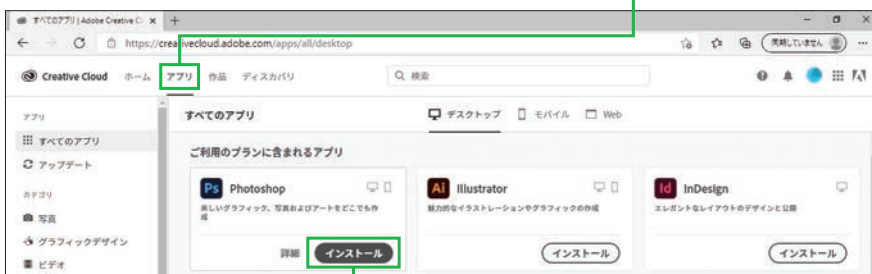 アプリ | Adobe Creative Cl
https://creativecloud.adobe.com/apps/all/desktop
同期していません
Creative Cloud ホーム アプリ 作品 ディスカバリ 検索
アプリ
すべてのアプリ デスクトップ モバイル Web
すべてのアプリ
ご利用のプランに含まれるアプリ
アップデート
カテゴリ
Ps Photoshop Ai Illustrator Id InDesign
美しいグラフィック、写真およびアートをどこでも作成 魅力的なイラストレーションやグラフィックの作成 エレガントなレイアウトのデザインと公開
写真
グラフィックデザイン
詳細 インストール インストール インストール
ビデオ